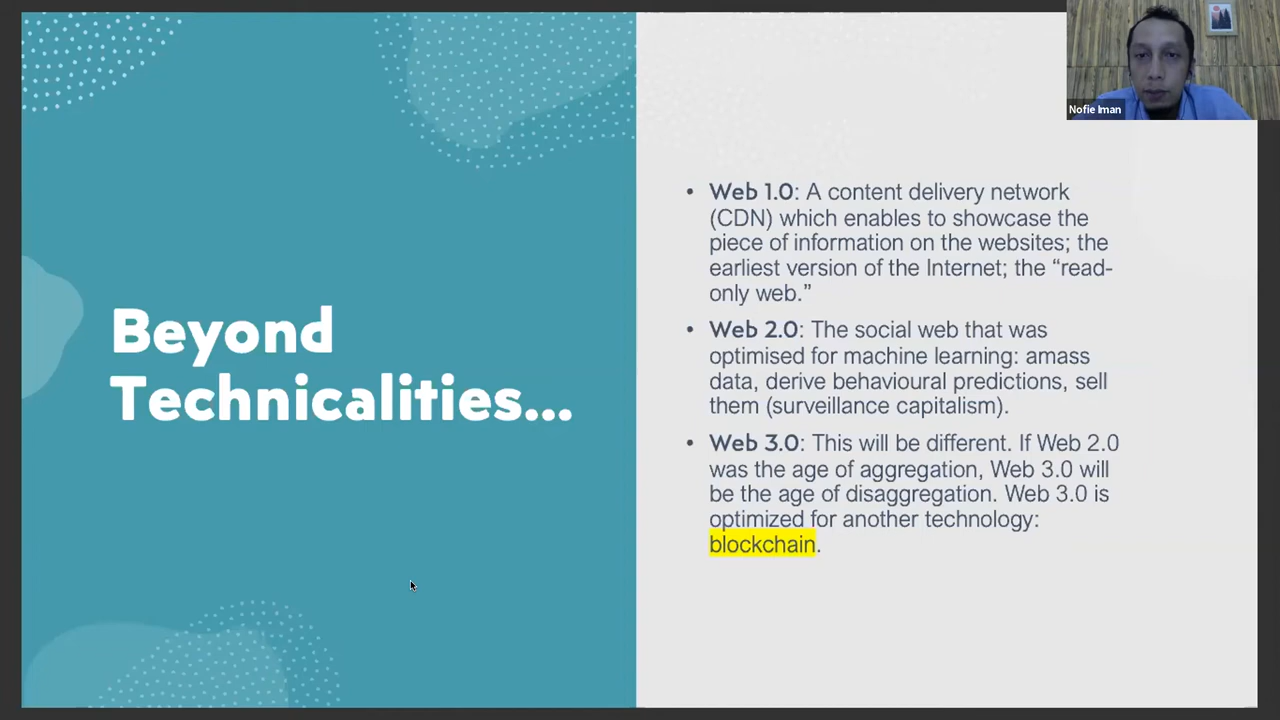 Beyond
Technicalities...
• Web 1.0: A content delivery network
(CDN) which enables to showcase the
piece of information on the websites; the
earliest version of the Internet; the “read-
only web.”
• Web 2.0: The social web that was
optimised for machine learning: amass
data, derive behavioural predictions, sell
them (surveillance capitalism).
• Web 3.0: This will be different. If Web 2.0
was the age of aggregation, Web 3.0 will
be the age of disaggregation. Web 3.0 is
optimized for another technology:
blockchain.
Nofie Iman